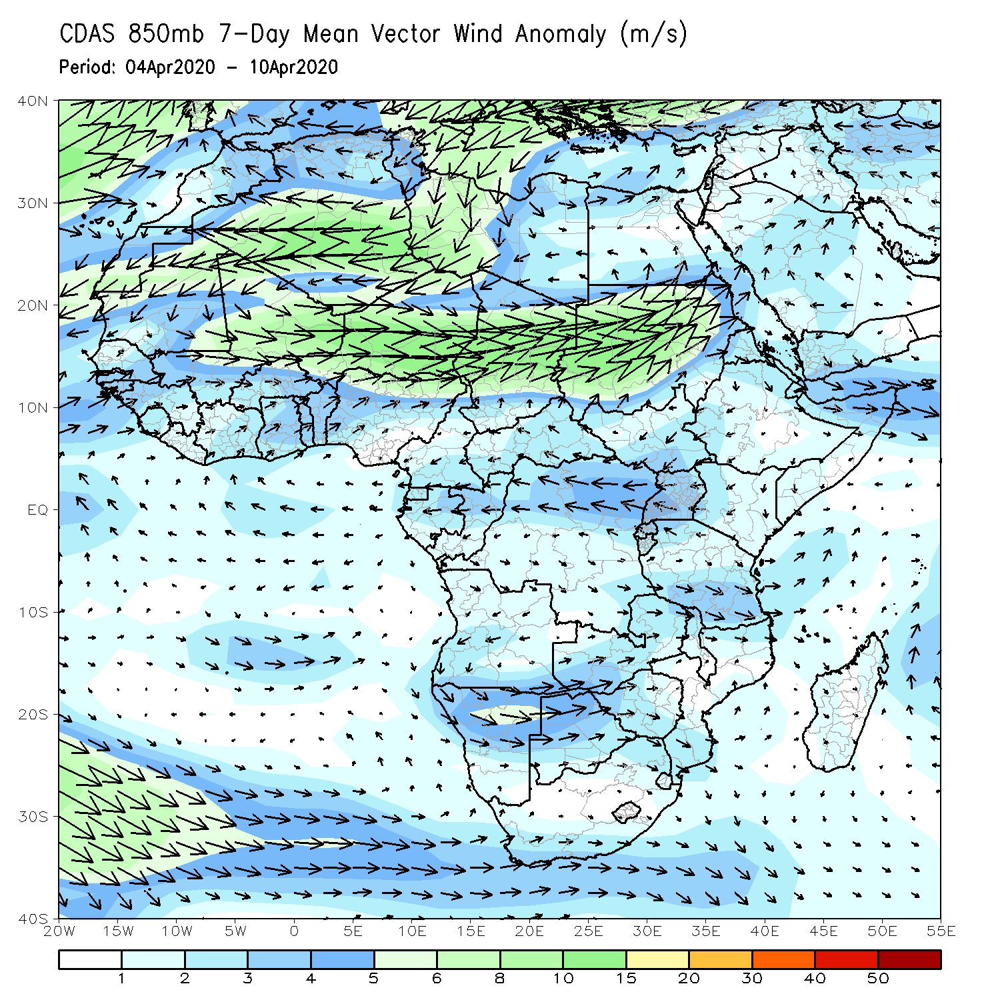 CDAS 850mb 7-Day Mean Vector Wind Anomaly (m/s)
Period: 04Apr2020 - 10Apr2020
40N
30N
20N
10N
EQ
10S
20S
30S
40S
20W 15W 10W 5W 0 5E 10E 15E 20E 25E 30E 35E 40E 45E 50E 55E
1 2 3 4 5 6 8 10 15 20 30 40 50